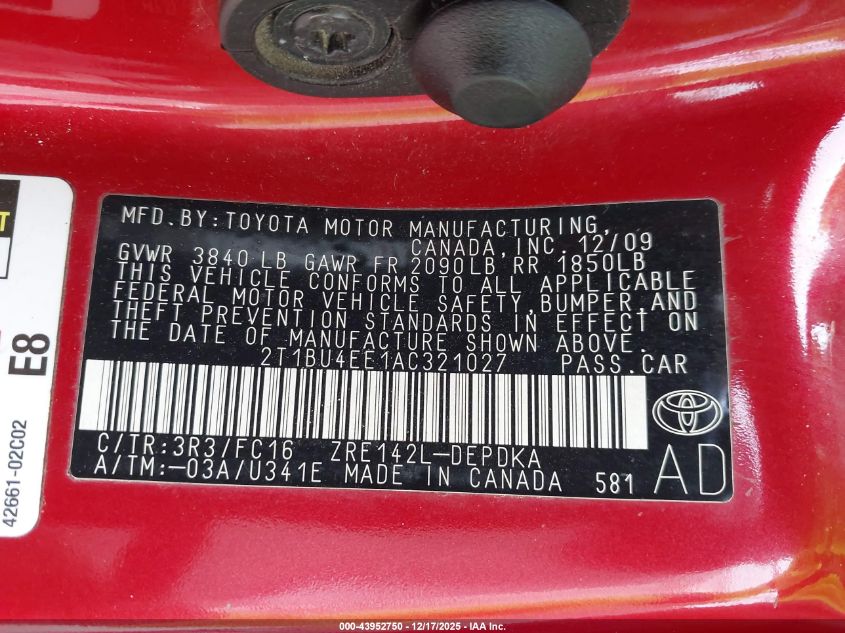 MFD.BY:TOYOTA MOTOR MANUFACTURING,
CANADA, INC. 12/09
GVWR 3840 LB GAWR FR 2090LB RR 1850LB
THIS VEHICLE CONFORMS TO ALL APPLICABLE
FEDERAL MOTOR VEHICLE SAFETY, BUMPER, AND
THEFT PREVENTION STANDARDS IN EFFECT ON
THE DATE OF MANUFACTURE SHOWN ABOVE.
2T1BU4EE1AC321027 PASS.CAR
C/TR:3R3/FC16 ZRE142L-DEPDKA
A/TM:-03A/U341E MADE IN CANADA 581 AD
E8
42661-02C02
000-43952750 - 12/17/2025 - IAA Inc.